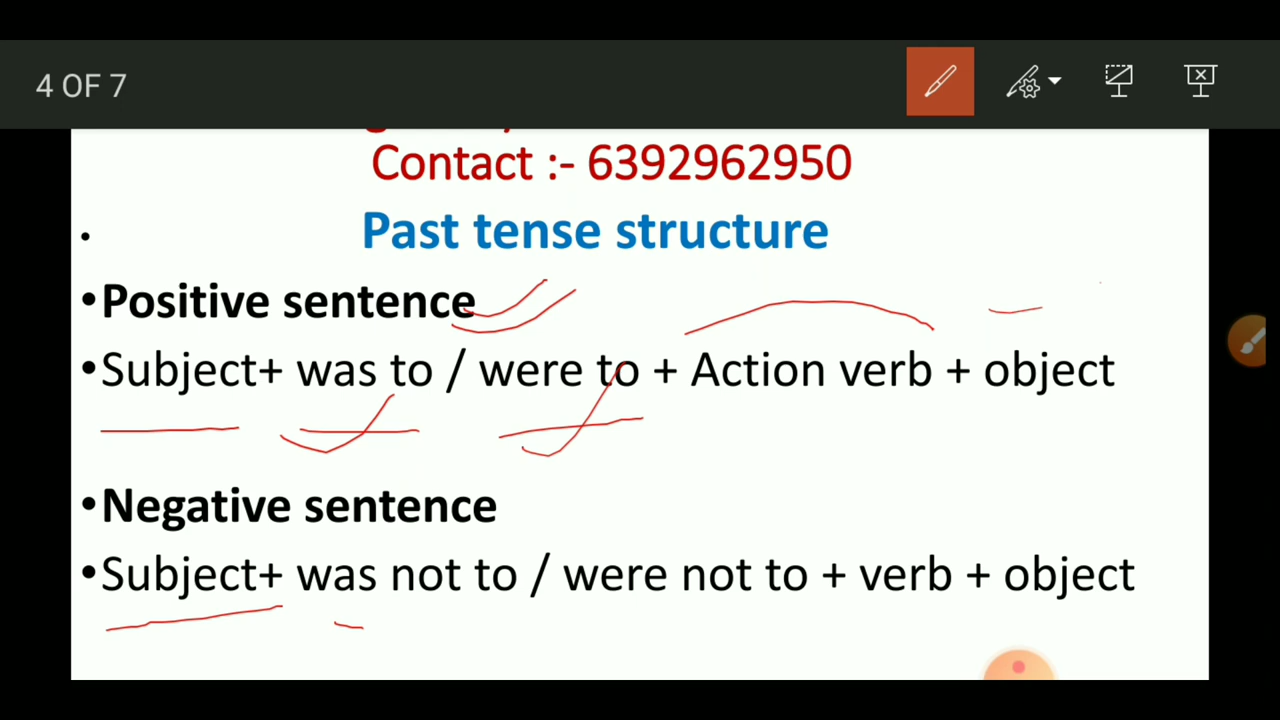 4 OF 7
Contact :- 6392962950
• Past tense structure
•Positive sentence
•Subject+ was to / were to + Action verb + object
•Negative sentence
•Subject+ was not to / were not to + verb + object